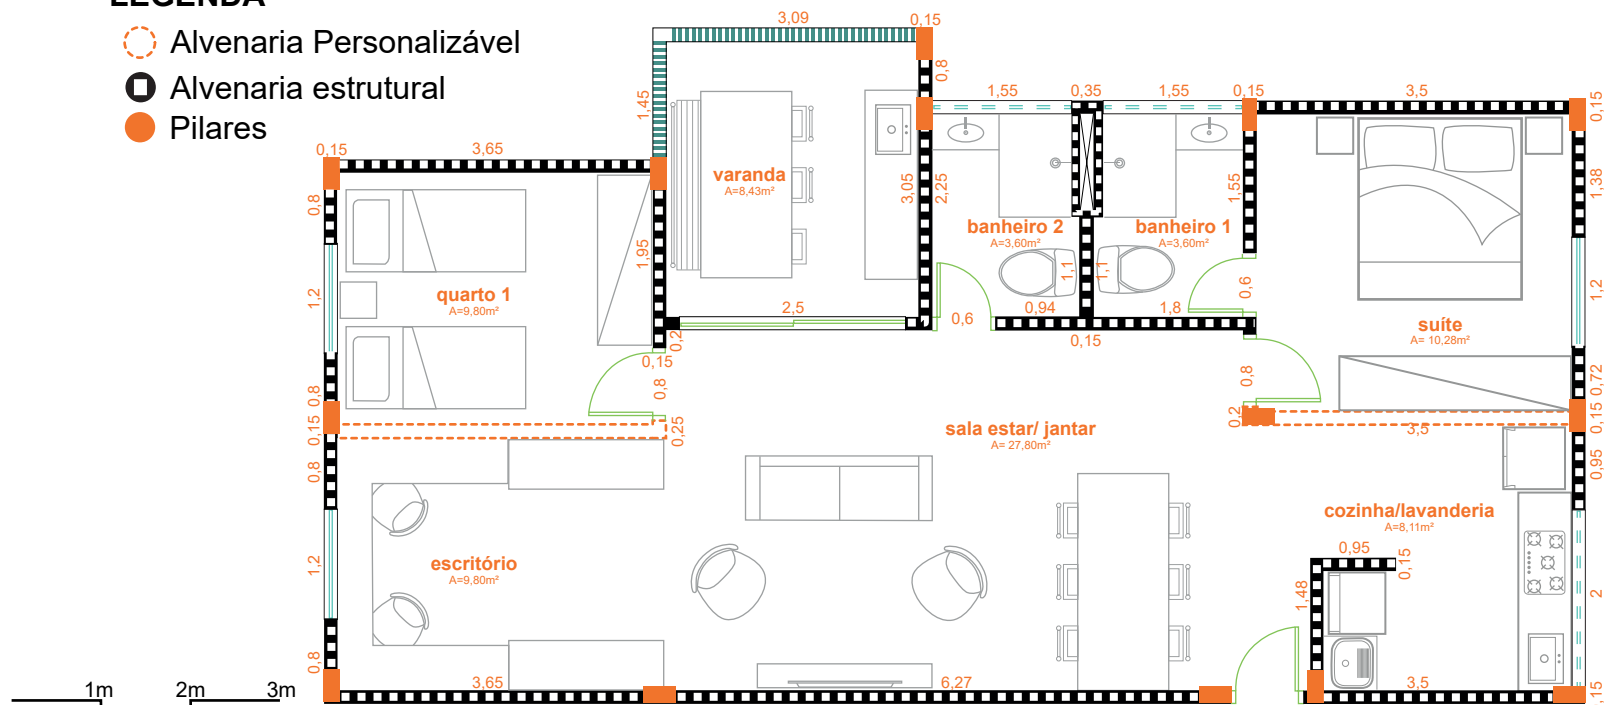 LEGENDA
Alvenaria Personalizável
Alvenaria estrutural
Pilares
3,09
0,15
0,8
1,45
1,55
0,35
1,55
0,15
3,5
0,15
0,15
3,65
0,8
varanda
A=8,43m²
3,05
2,25
1,55
1,38
banheiro 2
A=3,60m²
banheiro 1
A=3,60m²
1,95
1,1
1,1
1,2
quarto 1
A=9,80m²
0,6
1,2
2,5
0,6
0,94
1,8
0,15
suíte
A= 10,28m²
0,2
0,15
0,8
0,8
0,8
0,72
0,15
0,25
0,2
3,5
0,15
sala estar/ jantar
A= 27,80m²
0,8
0,95
cozinha/lavanderia
A=8,11m²
0,95
0,15
escritório
A=9,80m²
1,2
1,48
2
0,8
3,65
6,27
3,5
,15
1m
2m
3m